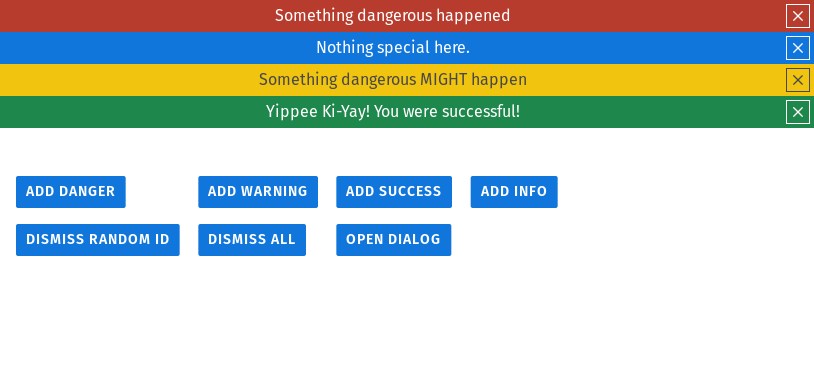 Something dangerous happened
Nothing special here.
Something dangerous MIGHT happen
Yippee Ki-Yay! You were successful!
ADD DANGER ADD WARNING ADD SUCCESS ADD INFO
DISMISS RANDOM ID DISMISS ALL OPEN DIALOG